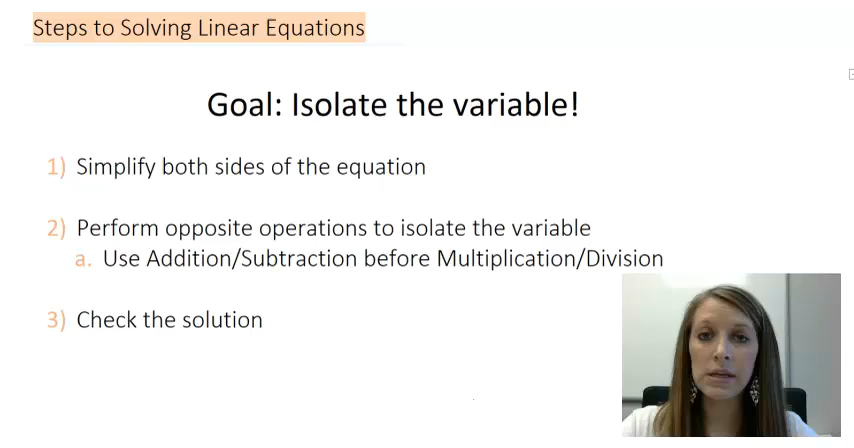 Steps to Solving Linear Equations
Goal: Isolate the variable!
1) Simplify both sides of the equation
2) Perform opposite operations to isolate the variable
a. Use Addition/Subtraction before Multiplication/Division
3) Check the solution